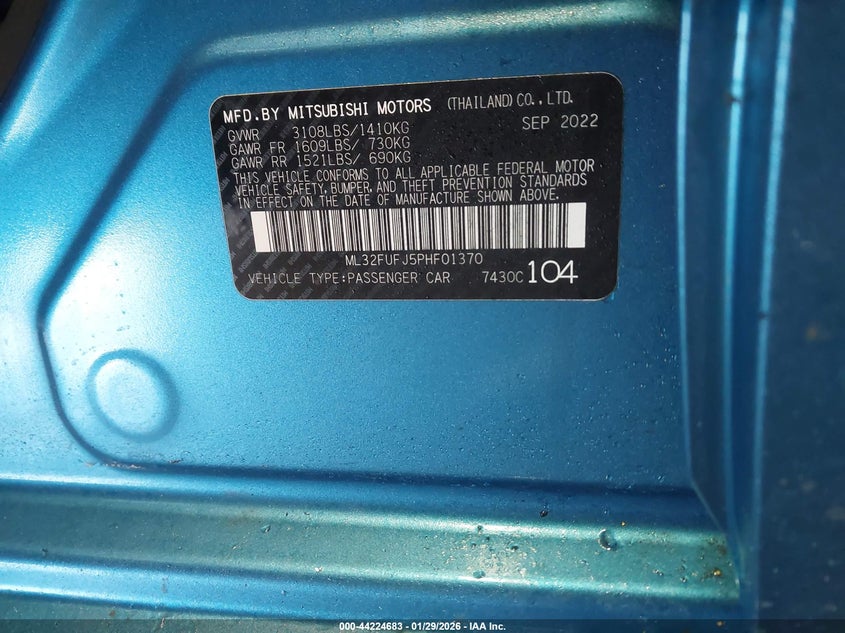 MFD.BY MITSUBISHI MOTORS (THAILAND) CO., LTD.
GVWR 3108LBS/1410KG SEP 2022
GAWR FR 1609LBS/ 730KG
GAWR RR 1521LBS/ 690KG
THIS VEHICLE CONFORMS TO ALL APPLICABLE FEDERAL MOTOR
VEHICLE SAFETY, BUMPER, AND THEFT PREVENTION STANDARDS
IN EFFECT ON THE DATE OF MANUFACTURE SHOWN ABOVE.
ML32FUFJ5PHF01370
VEHICLE TYPE:PASSENGER CAR 7430C 104
000-44224683 - 01/29/2026 - IAA Inc.